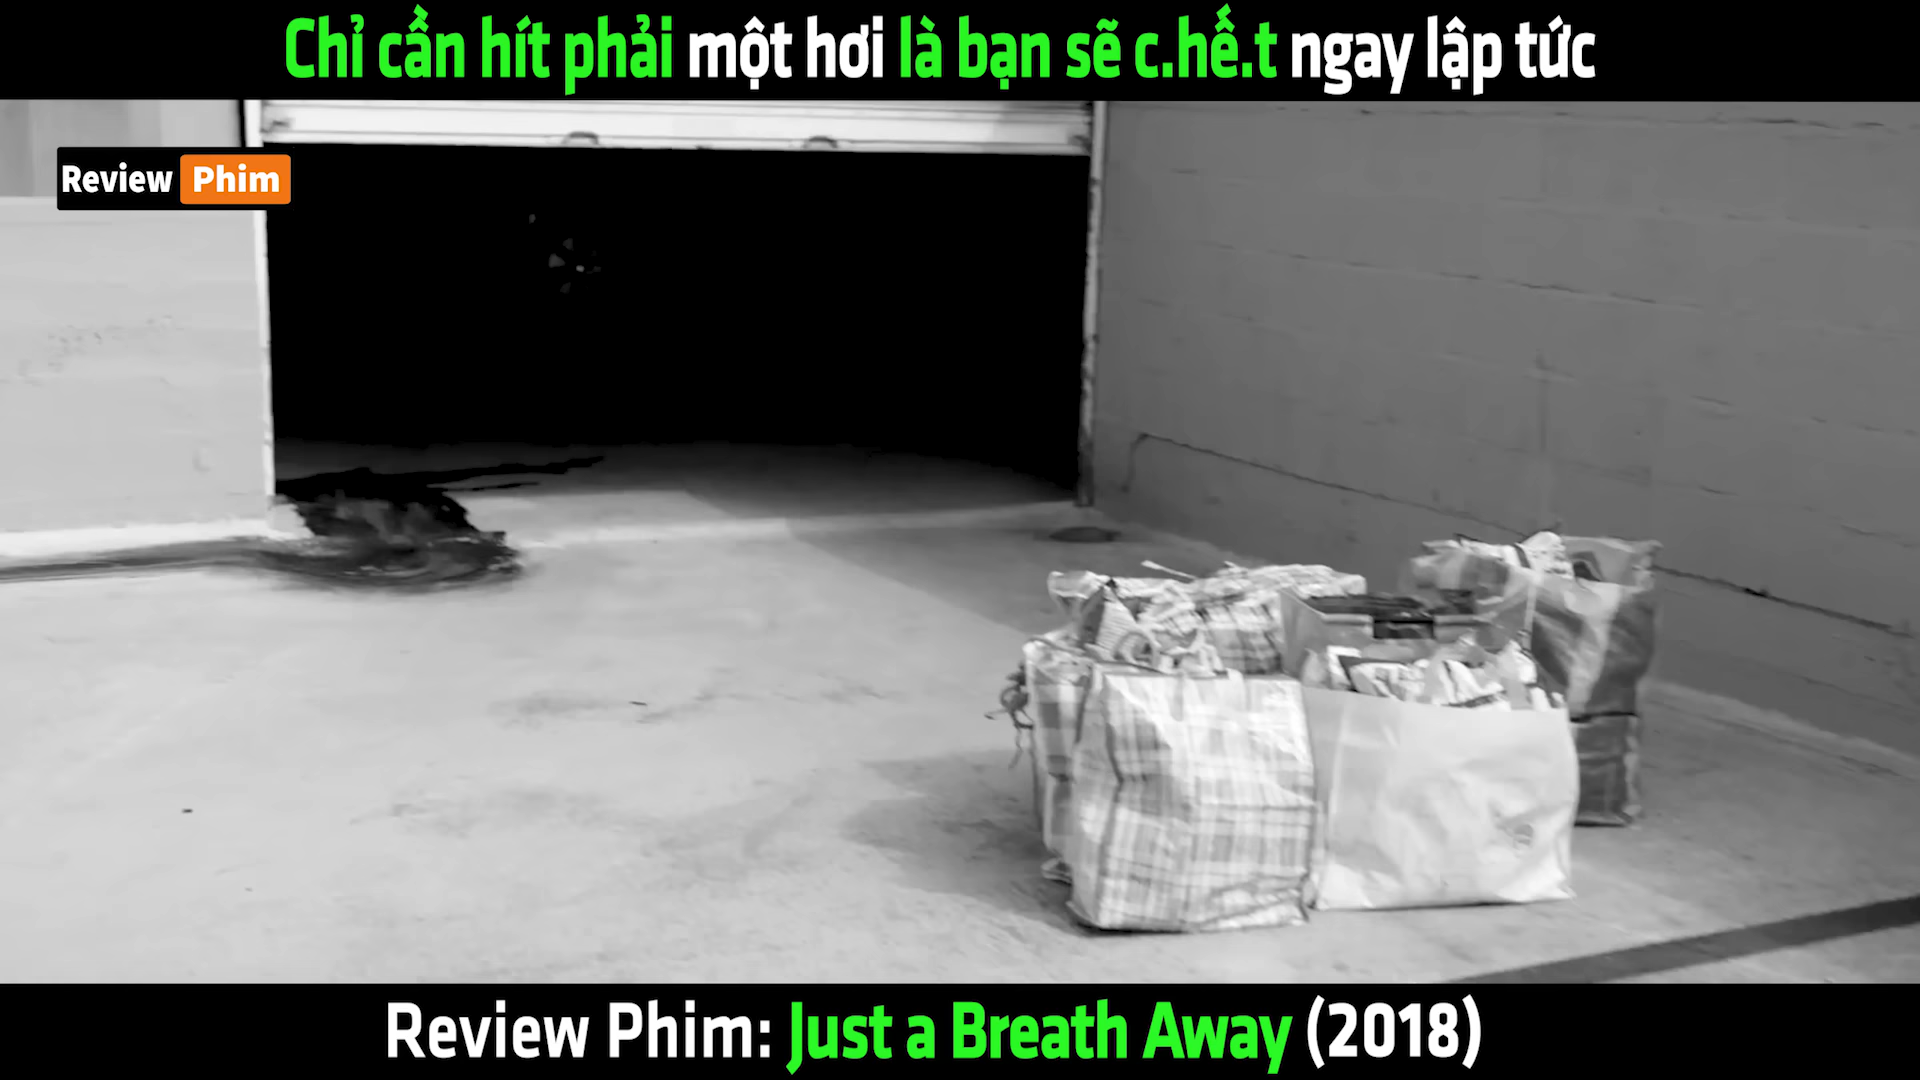 Chỉ cần hít phải một hơi là bạn sẽ c.hế.t ngay lập tức
Review Phim
Review Phim: Just a Breath Away (2018)